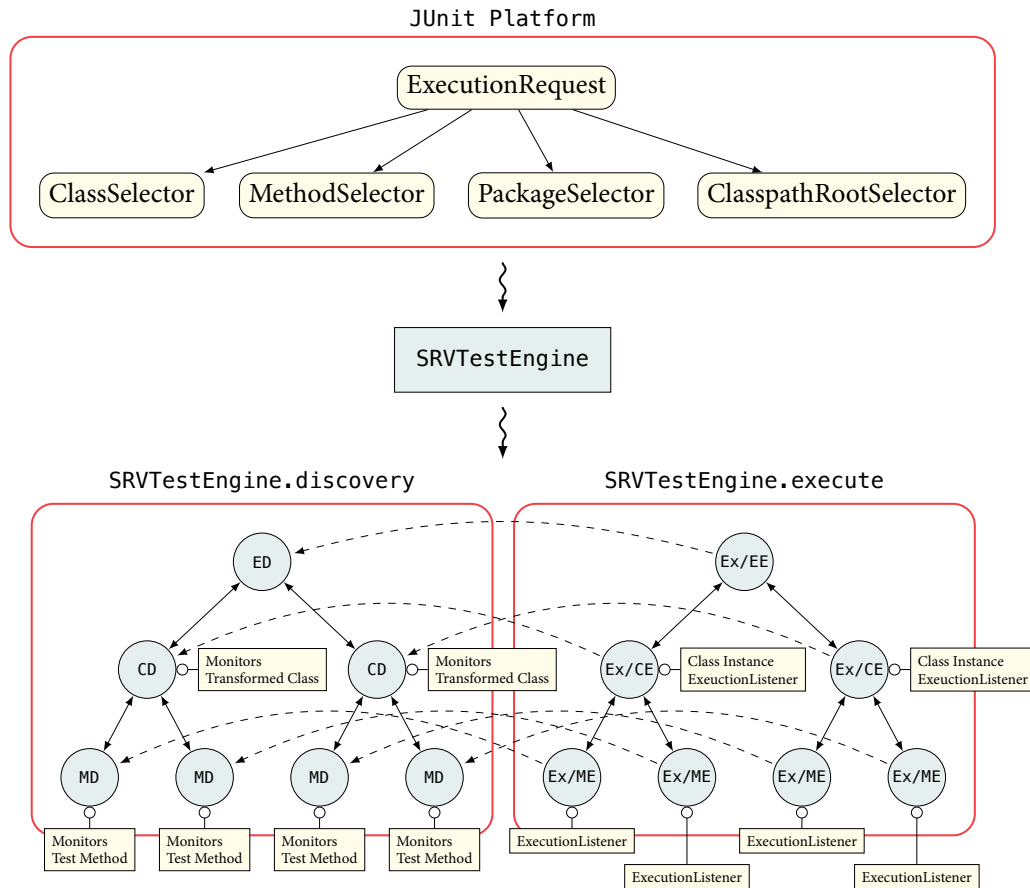 JUnit Platform
ExecutionRequest
ClassSelector
MethodSelector
PackageSelector
ClasspathRootSelector
SRVTestEngine
SRVTestEngine.discovery
SRVTestEngine.execute
ED
Ex/EE
CD
Monitors
Transformed Class
CD
Monitors
Transformed Class
Ex/CE
Class Instance
ExeuctionListener
Ex/CE
Class Instance
ExeuctionListener
MD
MD
MD
MD
Ex/ME
Ex/ME
Ex/ME
Ex/ME
Monitors
Test Method
Monitors
Test Method
Monitors
Test Method
Monitors
Test Method
ExecutionListener
ExecutionListener
ExecutionListener
ExecutionListener